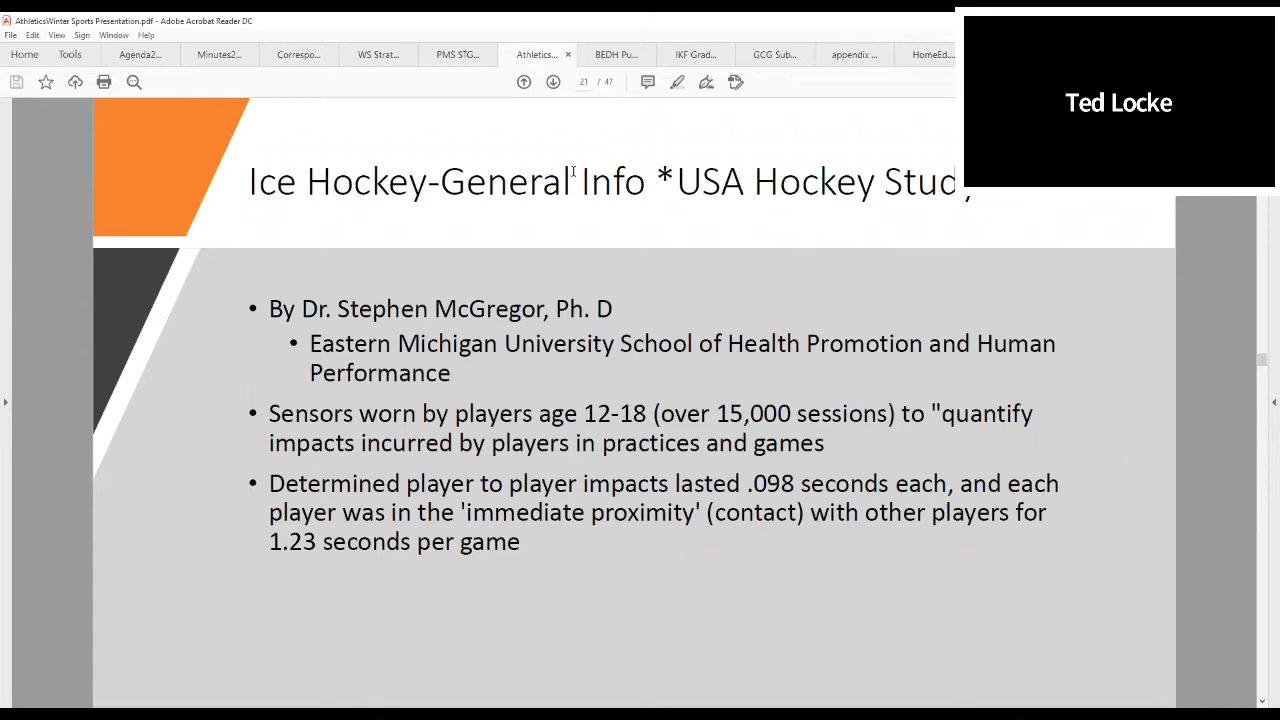 AthleticsWinter Sports Presentation.pdf - Adobe Acrobat Reader DC
File Edit View Sign Window Help
Home Tools Agenda2... Minutes2... Correspo... WS Strat... PMS STG... Athletics... × BEDH Pu... IKF Grad... GCG Sub... appendix ... HomeEd...
21 / 47
Ted Locke
Ice Hockey-General Info *USA Hockey Study
• By Dr. Stephen McGregor, Ph. D
• Eastern Michigan University School of Health Promotion and Human
Performance
• Sensors worn by players age 12-18 (over 15,000 sessions) to "quantify
impacts incurred by players in practices and games
• Determined player to player impacts lasted .098 seconds each, and each
player was in the 'immediate proximity' (contact) with other players for
1.23 seconds per game